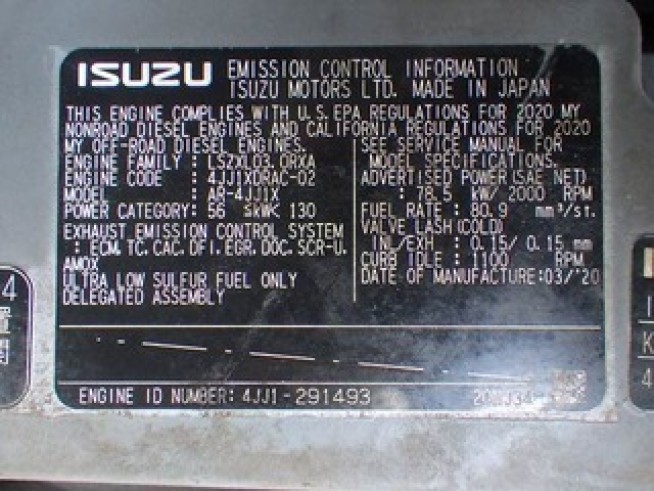 ISUZU EMISSION CONTROL INFORMATION
ISUZU MOTORS LTD. MADE IN JAPAN
THIS ENGINE COMPLIES WITH U.S.EPA REGULATIONS FOR 2020 MY
NONROAD DIESEL ENGINES AND CALIFORNIA REGULATIONS FOR 2020
MY OFF-ROAD DIESEL ENGINES.
ENGINE FAMILY : LSZXL03.0RXA
ENGINE CODE : 4JJ1XDRAC-02
MODEL : AR-4JJ1X
POWER CATEGORY: 56 ≦kW< 130
EXHAUST EMISSION CONTROL SYSTEM
: ECM.TC.CAC.DFI.EGR.DOC.SCR-U.
AMOX
ULTRA LOW SULFUR FUEL ONLY
DELEGATED ASSEMBLY
SEE SERVICE MANUAL FOR
MODEL SPECIFICATIONS.
ADVERTISED POWER(SAE NET)
: 78.5 kW/ 2000 RPM
FUEL RATE : 80.9 mm³/st.
VALVE LASH(COLD)
INL/EXH : 0.15/ 0.15 mm
CURB IDLE : 1100 RPM
DATE OF MANUFACTURE:03/'20
ENGINE ID NUMBER: 4JJ1-291493
4
I
K
4